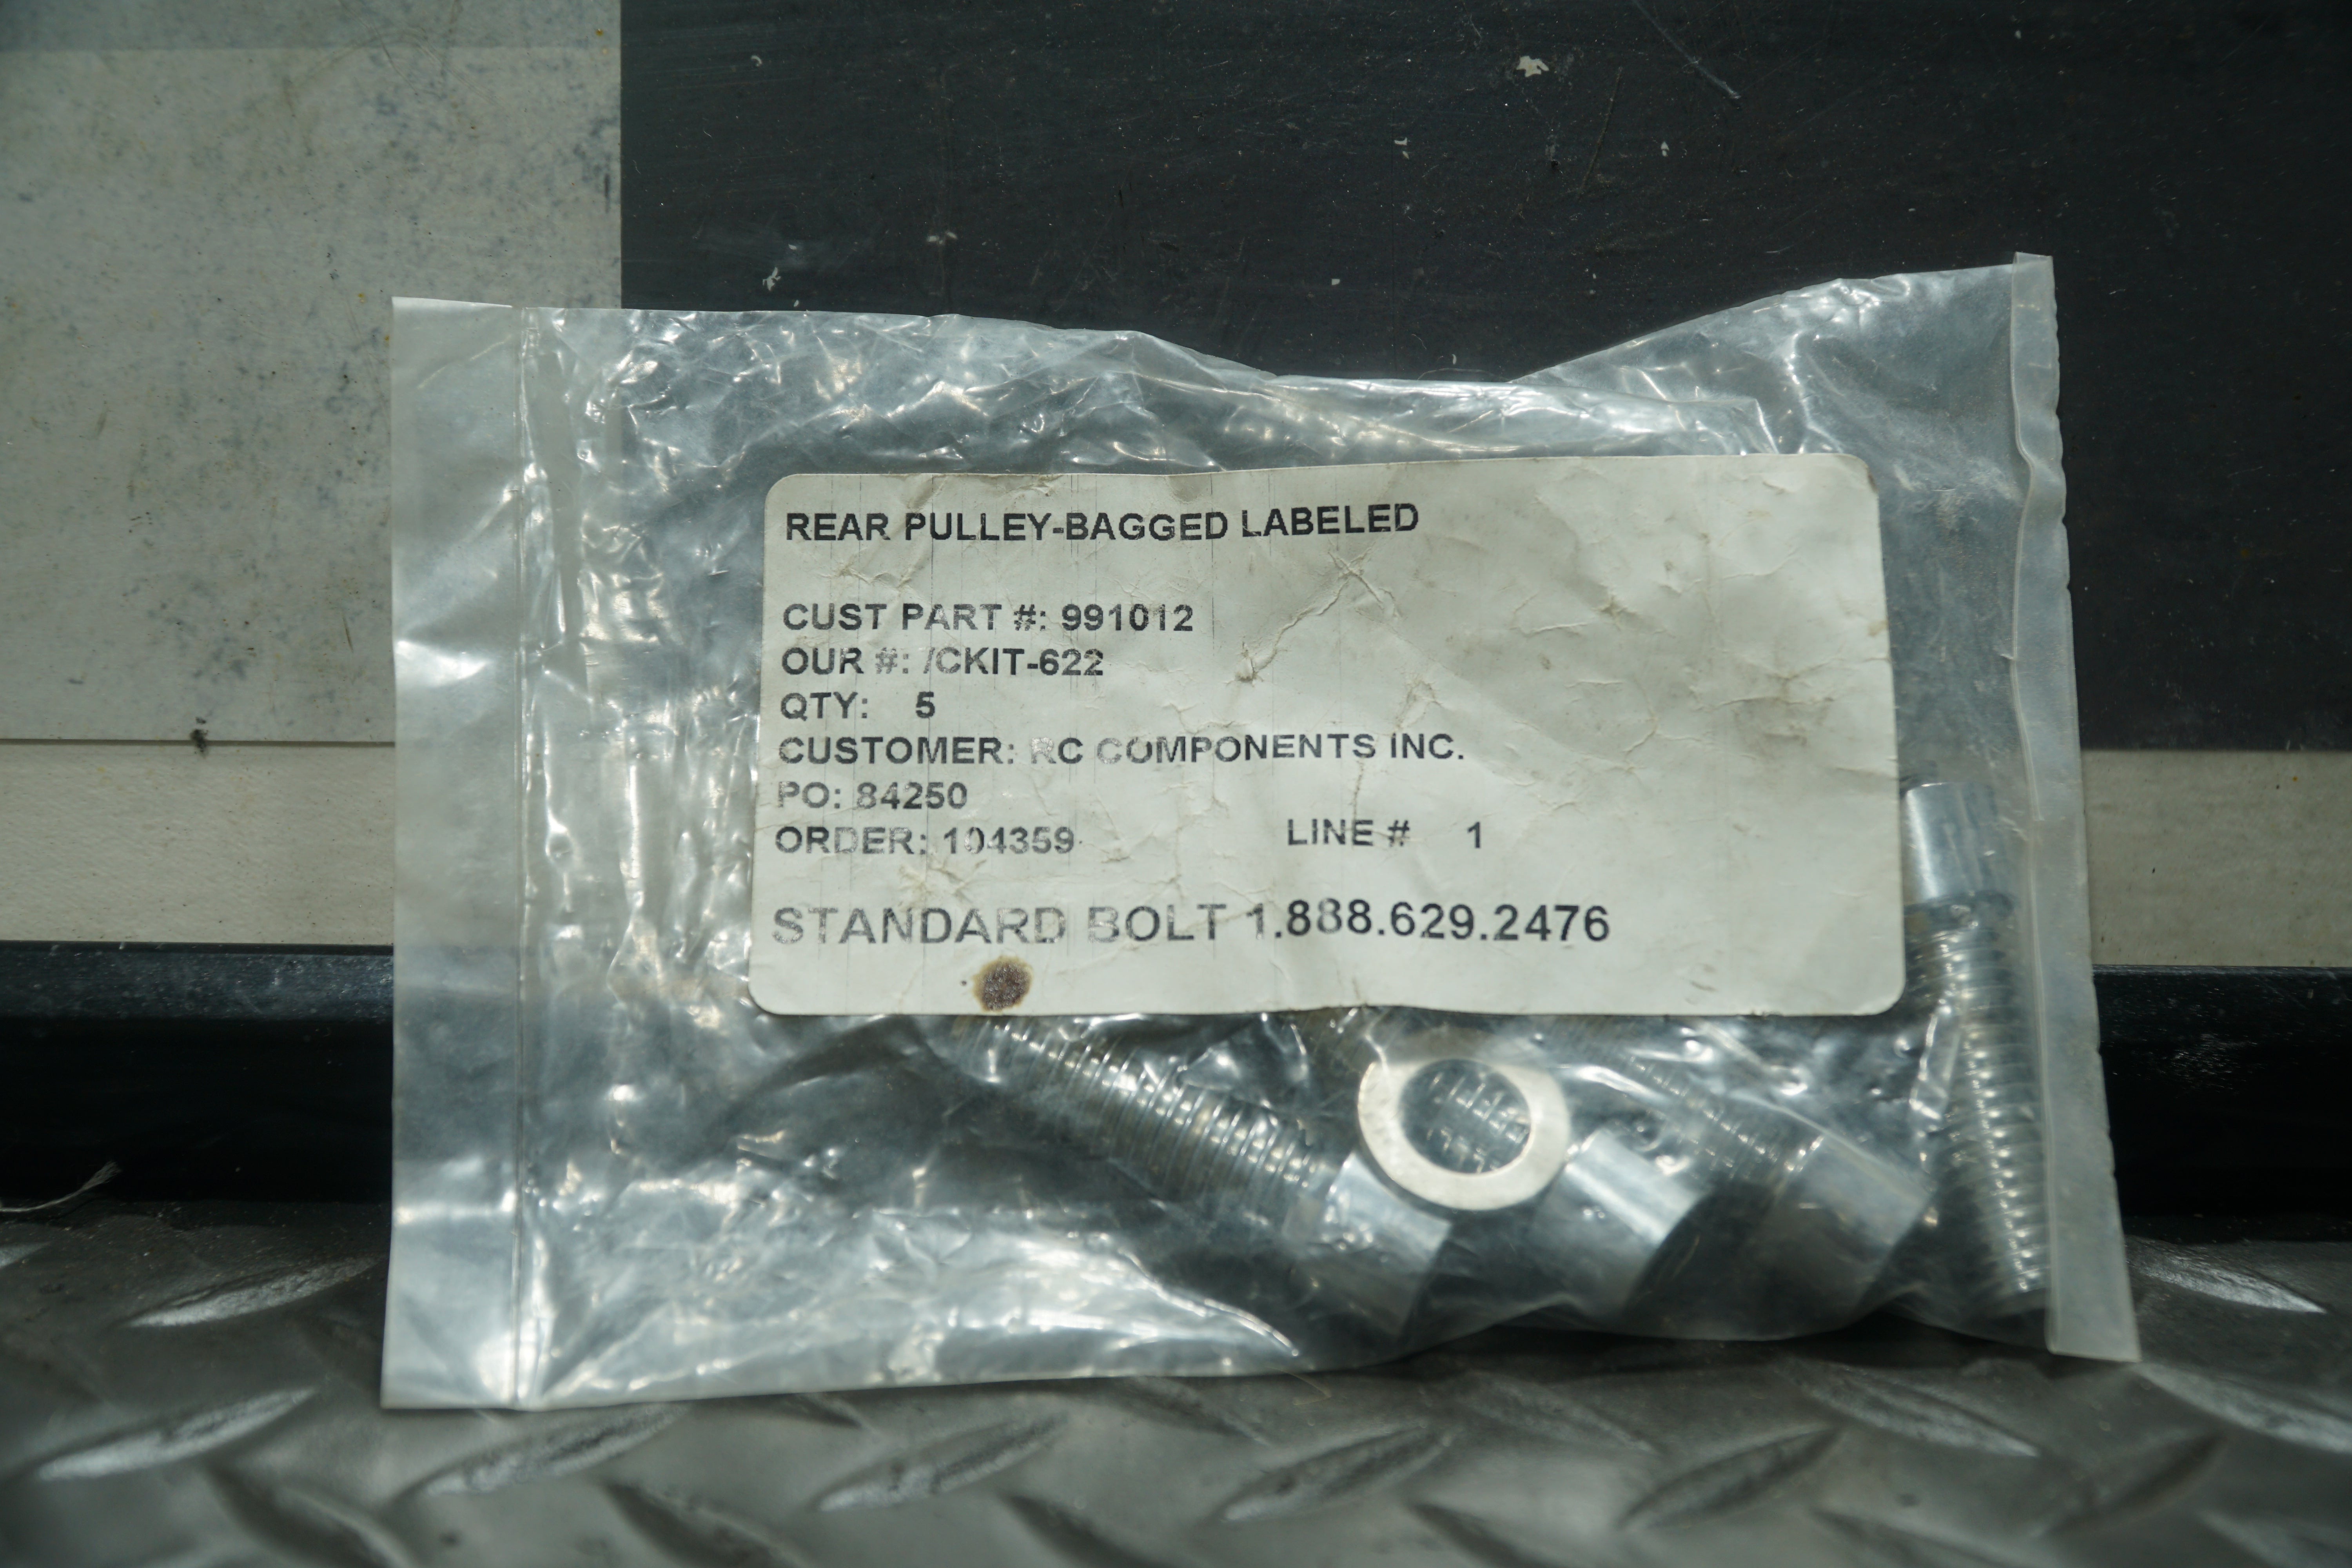 REAR PULLEY-BAGGED LABELED
CUST PART #: 991012
OUR #: /CKIT-622
QTY: 5
CUSTOMER: RC COMPONENTS INC.
PO: 84250
ORDER: 104359 LINE # 1
STANDARD BOLT 1.888.629.2476